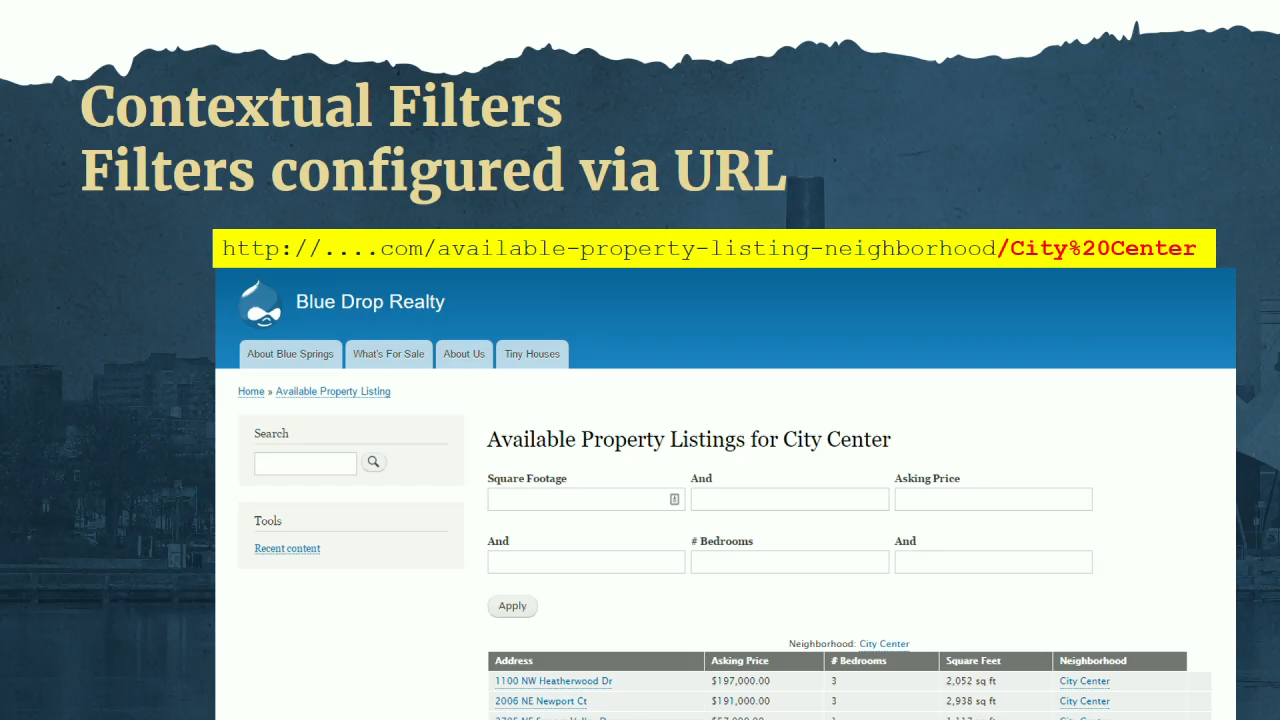 Contextual Filters
Filters configured via URL
http://....com/available-property-listing-neighborhood/City%20Center
Blue Drop Realty
About Blue Springs What's For Sale About Us Tiny Houses
Home » Available Property Listing
Search
Tools
Recent content
Available Property Listings for City Center
Square Footage And Asking Price
And # Bedrooms And
Apply
Neighborhood: City Center
Address Asking Price # Bedrooms Square Feet Neighborhood
1100 NW Heatherwood Dr $197,000.00 3 2,052 sq ft City Center
2006 NE Newport Ct $191,000.00 3 2,938 sq ft City Center